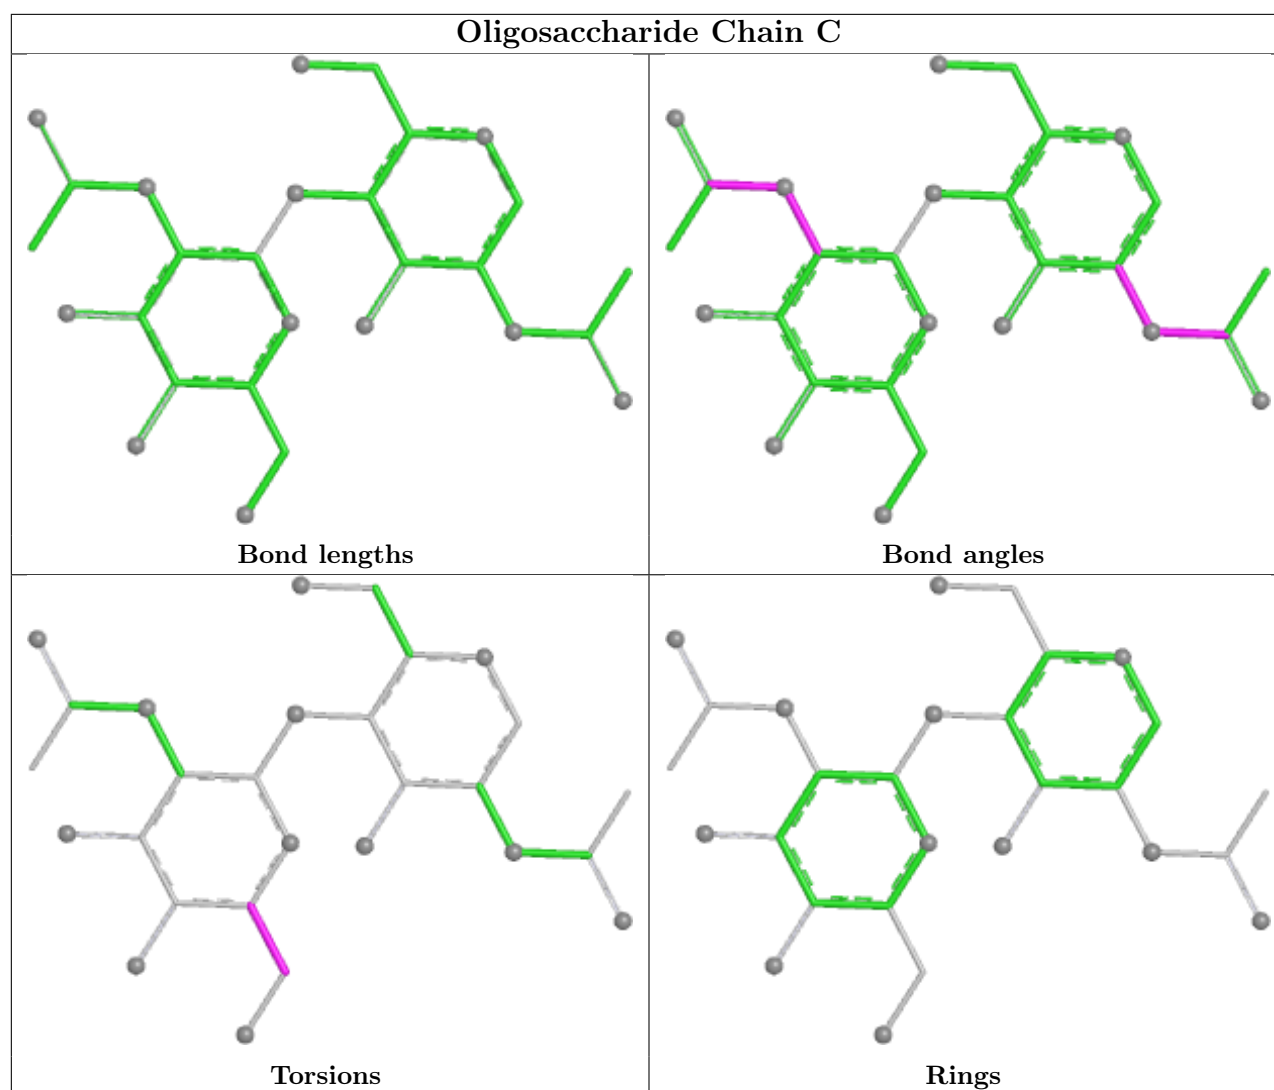 Oligosaccharide Chain C
Bond lengths
Bond angles
Torsions
Rings